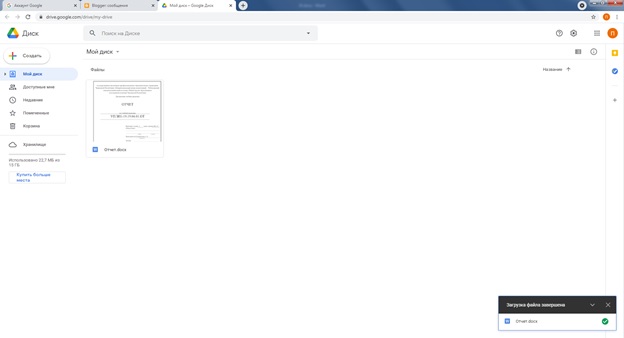 Аккаунт Google
Blogger: сообщения
Мой диск – Google Диск
drive.google.com/drive/my-drive
Диск
Поиск на Диске
П
Создать
Мой диск
Доступные мне
Недавние
Помеченные
Корзина
Хранилище
Использовано 22,7 МБ из
15 ГБ
Купить больше
места
Мой диск
Файлы
Название
ОТЧЕТ
Отчет.docx
Загрузка файла завершена
Отчет.docx